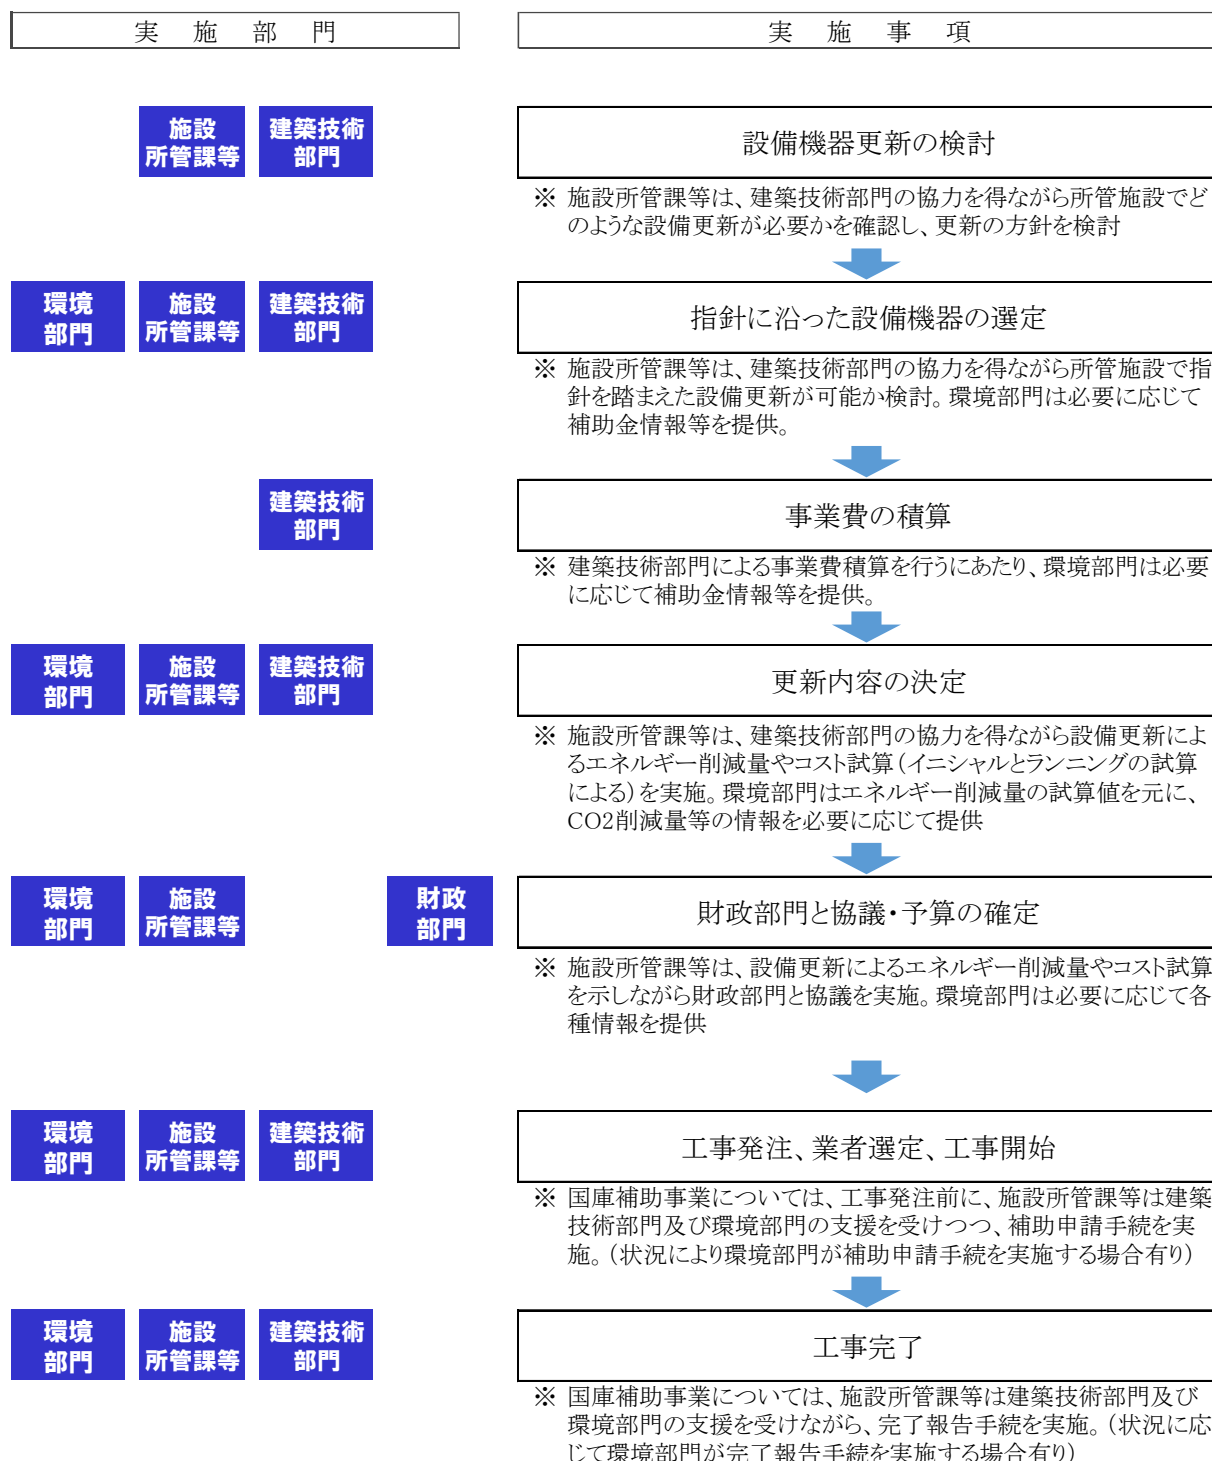 実 施 部 門
実 施 事 項
施設
所管課等
建築技術
部門
設備機器更新の検討
※ 施設所管課等は、建築技術部門の協力を得ながら所管施設でど
のような設備更新が必要かを確認し、更新の方針を検討
環境
部門
施設
所管課等
建築技術
部門
指針に沿った設備機器の選定
※ 施設所管課等は、建築技術部門の協力を得ながら所管施設で指
針を踏まえた設備更新が可能か検討。環境部門は必要に応じて
補助金情報等を提供。
建築技術
部門
事業費の積算
※ 建築技術部門による事業費積算を行うにあたり、環境部門は必要
に応じて補助金情報等を提供。
環境
部門
施設
所管課等
建築技術
部門
更新内容の決定
※ 施設所管課等は、建築技術部門の協力を得ながら設備更新によ
るエネルギー削減量やコスト試算(イニシャルとランニングの試算
による)を実施。環境部門はエネルギー削減量の試算値を元に、
CO2削減量等の情報を必要に応じて提供
環境
部門
施設
所管課等
財政
部門
財政部門と協議・予算の確定
※ 施設所管課等は、設備更新によるエネルギー削減量やコスト試算
を示しながら財政部門と協議を実施。環境部門は必要に応じて各
種情報を提供
環境
部門
施設
所管課等
建築技術
部門
工事発注、業者選定、工事開始
※ 国庫補助事業については、工事発注前に、施設所管課等は建築
技術部門及び環境部門の支援を受けつつ、補助申請手続を実
施。(状況により環境部門が補助申請手続を実施する場合有り)
環境
部門
施設
所管課等
建築技術
部門
工事完了
※ 国庫補助事業については、施設所管課等は建築技術部門及び
環境部門の支援を受けながら、完了報告手続を実施。(状況に応
じて環境部門が完了報告手続を実施する場合有り)